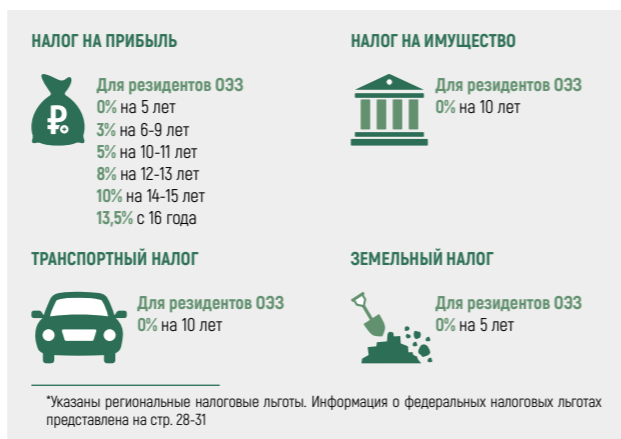 НАЛОГ НА ПРИБЫЛЬ
Для резидентов ОЭЗ
0% на 5 лет
3% на 6-9 лет
5% на 10-11 лет
8% на 12-13 лет
10% на 14-15 лет
13,5% с 16 года
НАЛОГ НА ИМУЩЕСТВО
Для резидентов ОЭЗ
0% на 10 лет
ТРАНСПОРТНЫЙ НАЛОГ
Для резидентов ОЭЗ
0% на 10 лет
ЗЕМЕЛЬНЫЙ НАЛОГ
Для резидентов ОЭЗ
0% на 5 лет
*Указаны региональные налоговые льготы. Информация о федеральных налоговых льготах
представлена на стр. 28-31